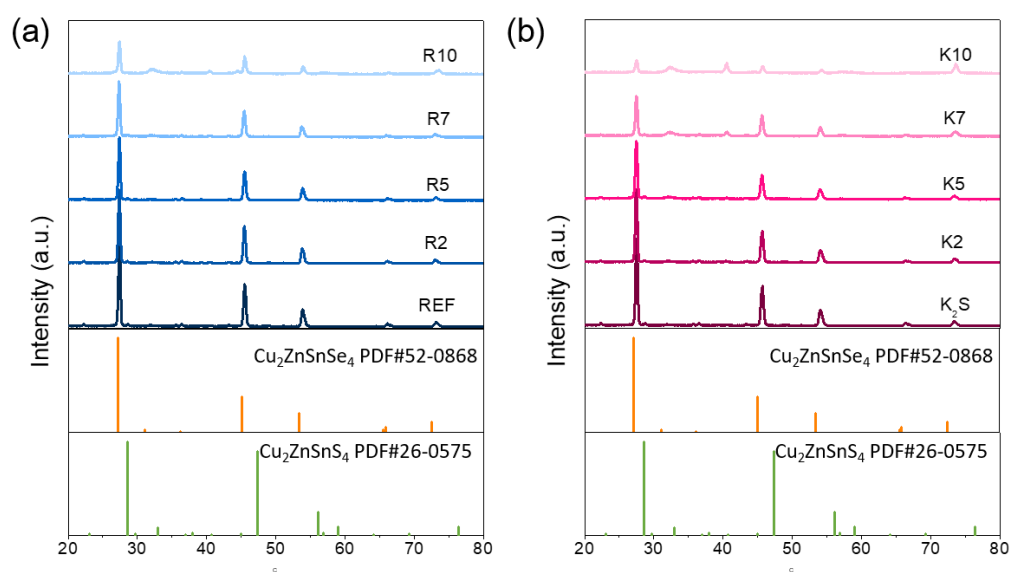 (a)
R10
R7
R5
R2
REF
Intensity (a.u.)
Cu₂ZnSnSe₄ PDF#52-0868
Cu₂ZnSnS₄ PDF#26-0575
20 30 40 50 60 70 80
(b)
K10
K7
K5
K2
K₂S
Intensity (a.u.)
Cu₂ZnSnSe₄ PDF#52-0868
Cu₂ZnSnS₄ PDF#26-0575
20 30 40 50 60 70 80